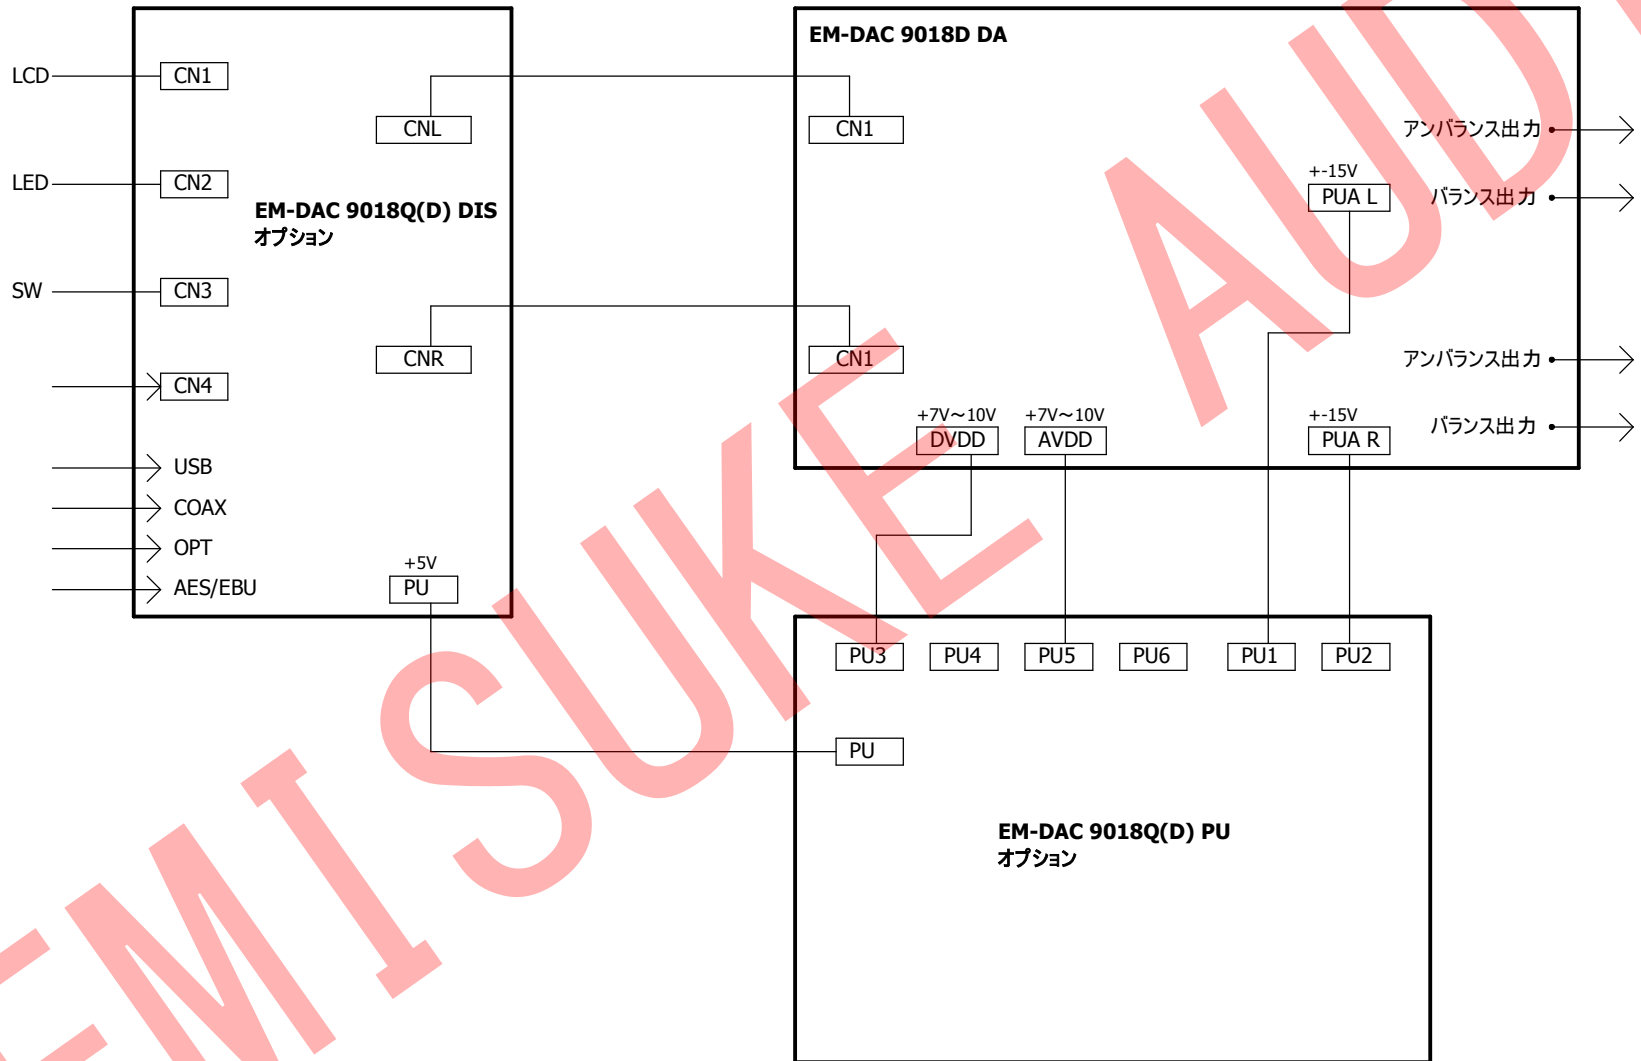 LCD
CN1
CNL
LED
CN2
EM-DAC 9018Q(D) DIS
オプション
SW
CN3
CNR
CN4
USB
COAX
OPT
AES/EBU
+5V
PU
EM-DAC 9018D DA
CN1
アンバランス出力
+-15V
PUA L
バランス出力
CN1
アンバランス出力
+7V～10V
DVDD
+7V～10V
AVDD
+-15V
PUA R
バランス出力
PU3
PU4
PU5
PU6
PU1
PU2
PU
EM-DAC 9018Q(D) PU
オプション
EMISUKE AUD